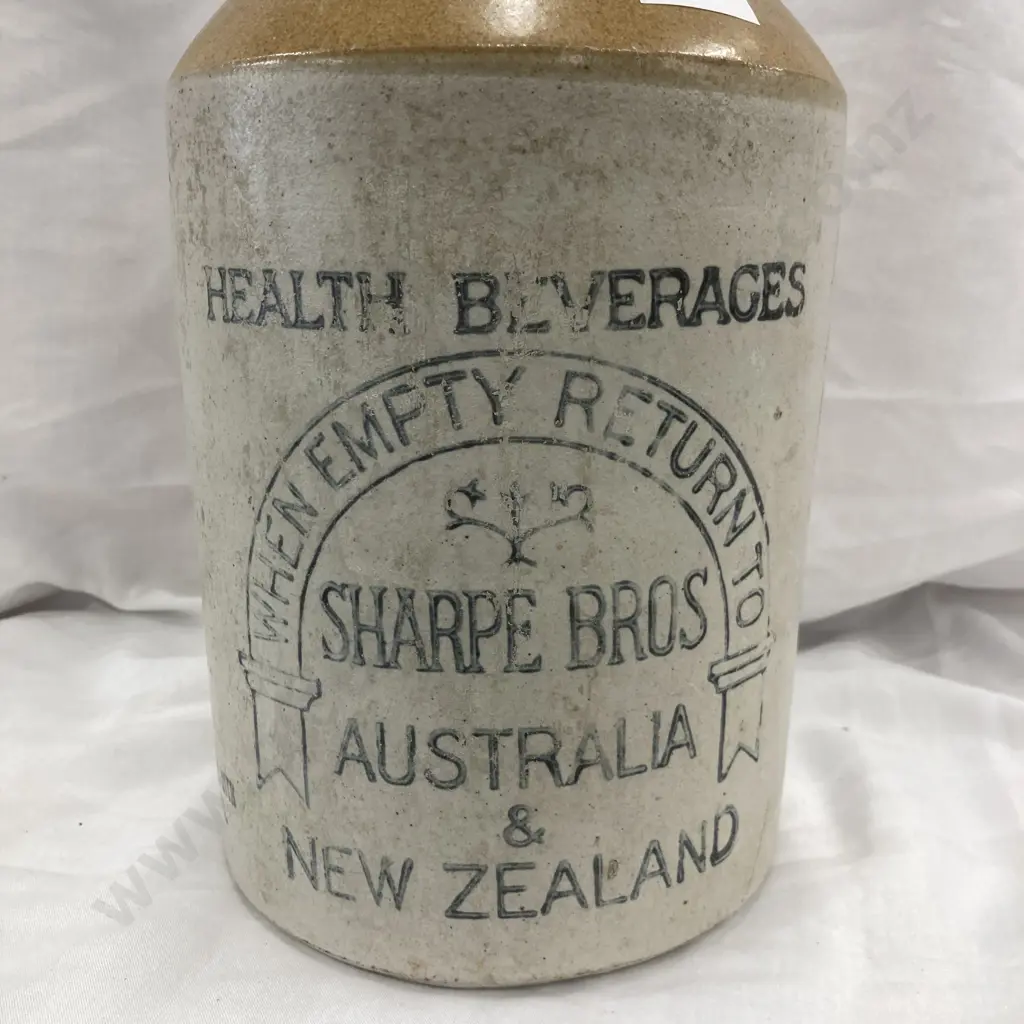 HEALTH BEVERAGES
WHEN EMPTY RETURN TO
SHARPE BROS
AUSTRALIA
&
NEW ZEALAND